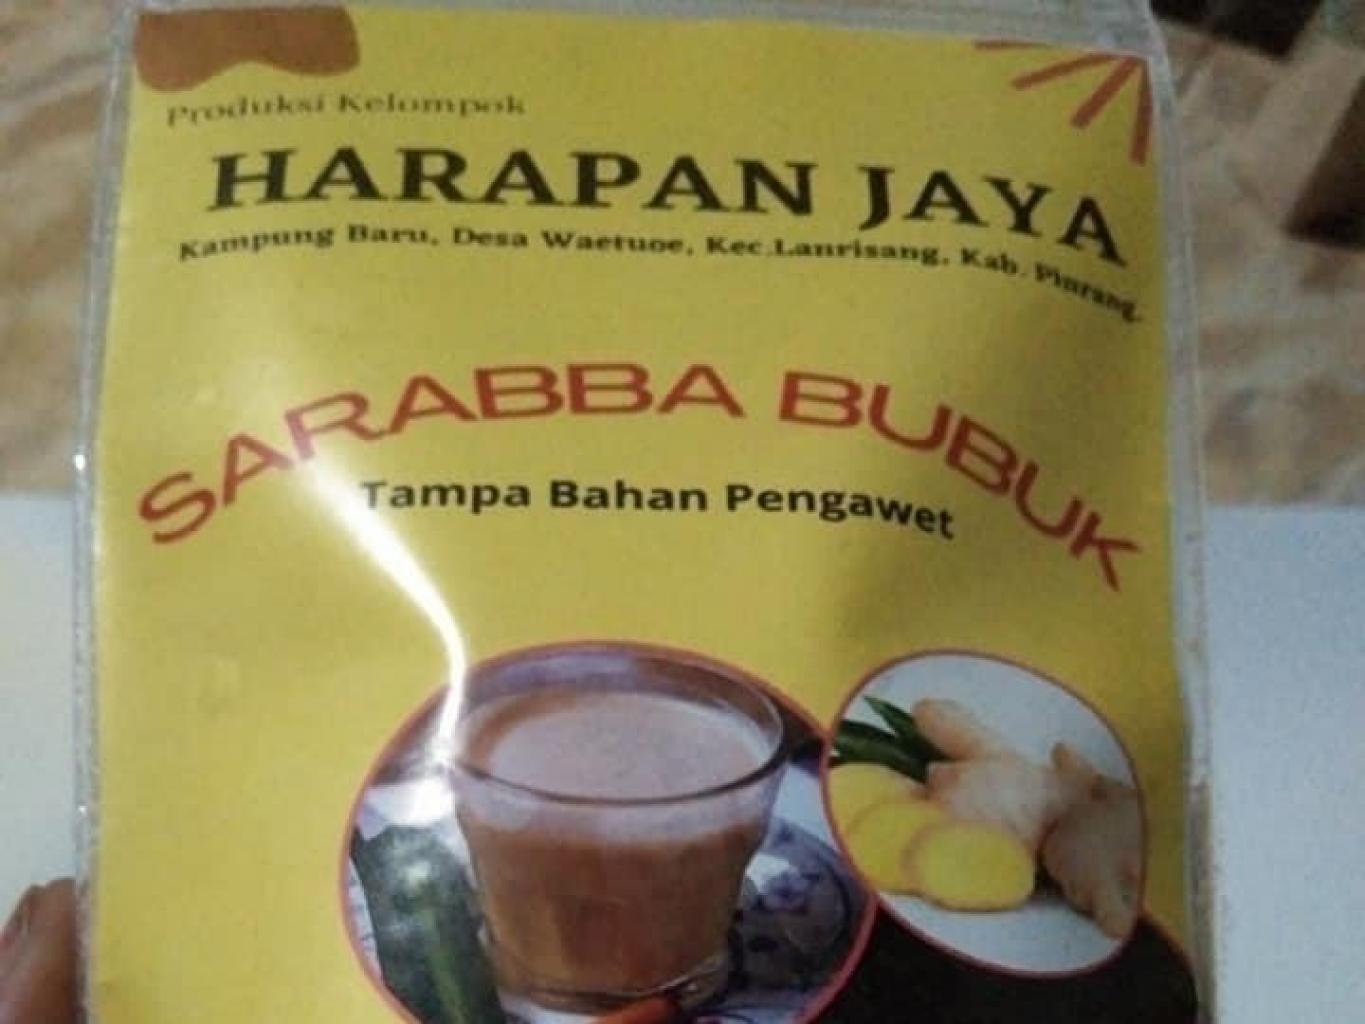 Produksi Kelompok
HARAPAN JAYA
Kampung Baru, Desa Waetuoe, Kec.Lanrisang, Kab. Pinrang.
SARABBA BUBUK
Tampa Bahan Pengawet